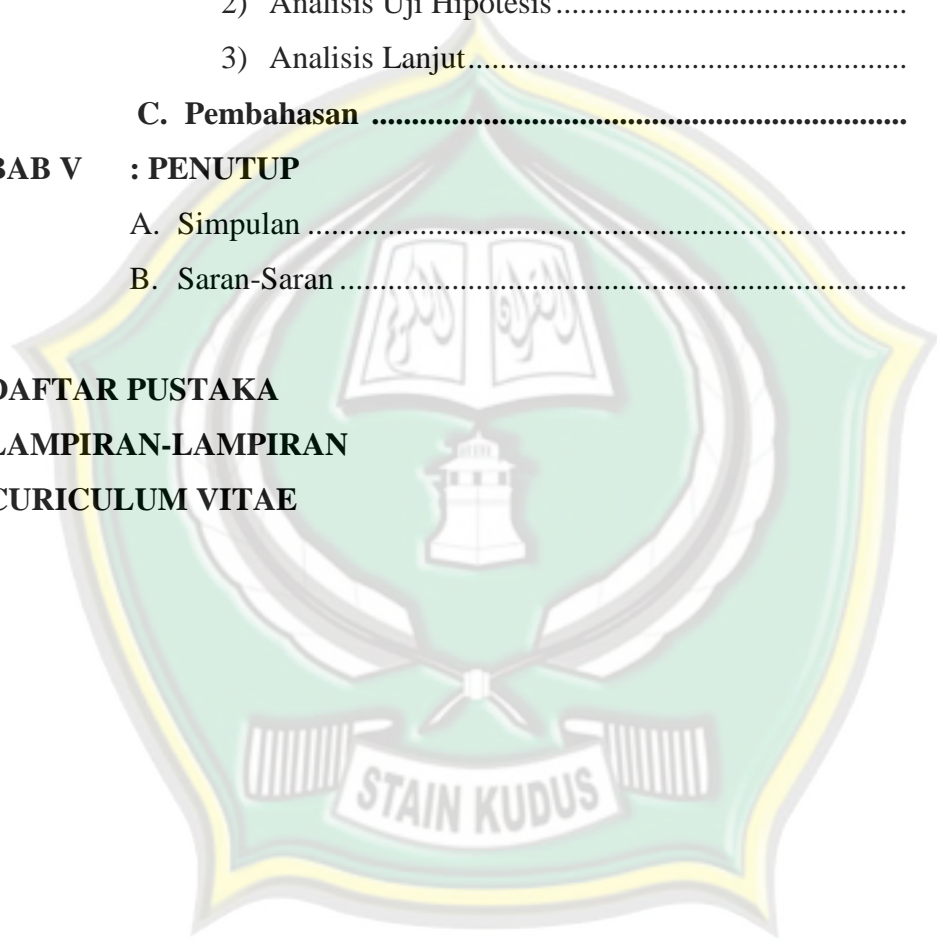 2) Analisis Uji Hipotesis............................................
3) Analisis Lanjut.......................................................
C. Pembahasan ...................................................................
BAB V : PENUTUP
A. Simpulan ...........................................................................
B. Saran-Saran .......................................................................
DAFTAR PUSTAKA
LAMPIRAN-LAMPIRAN
CURICULUM VITAE
STAIN KUDUS